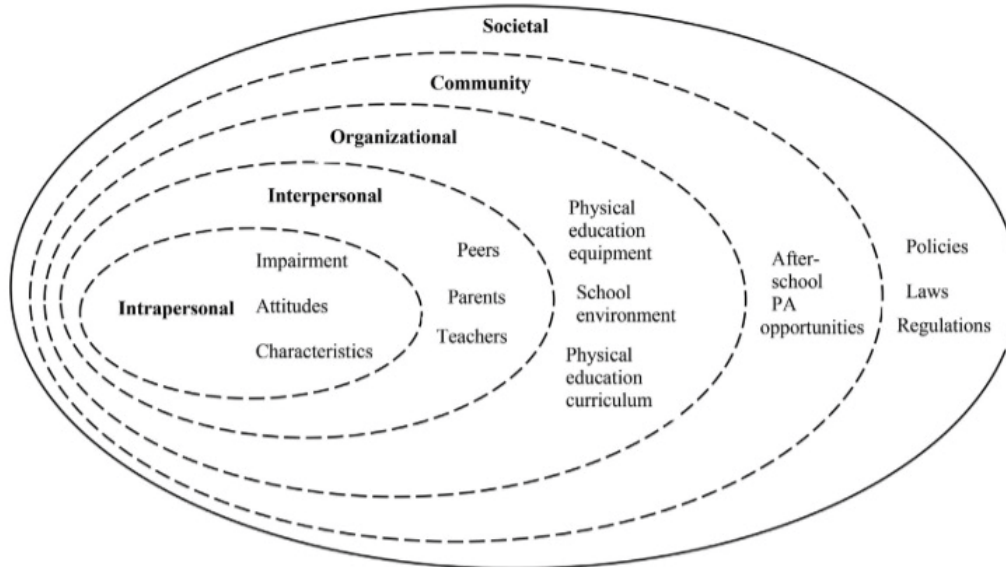 Societal
Community
Organizational
Interpersonal
Intrapersonal
Impairment
Attitudes
Characteristics
Peers
Parents
Teachers
Physical
education
equipment
School
environment
Physical
education
curriculum
After-
school
PA
opportunities
Policies
Laws
Regulations